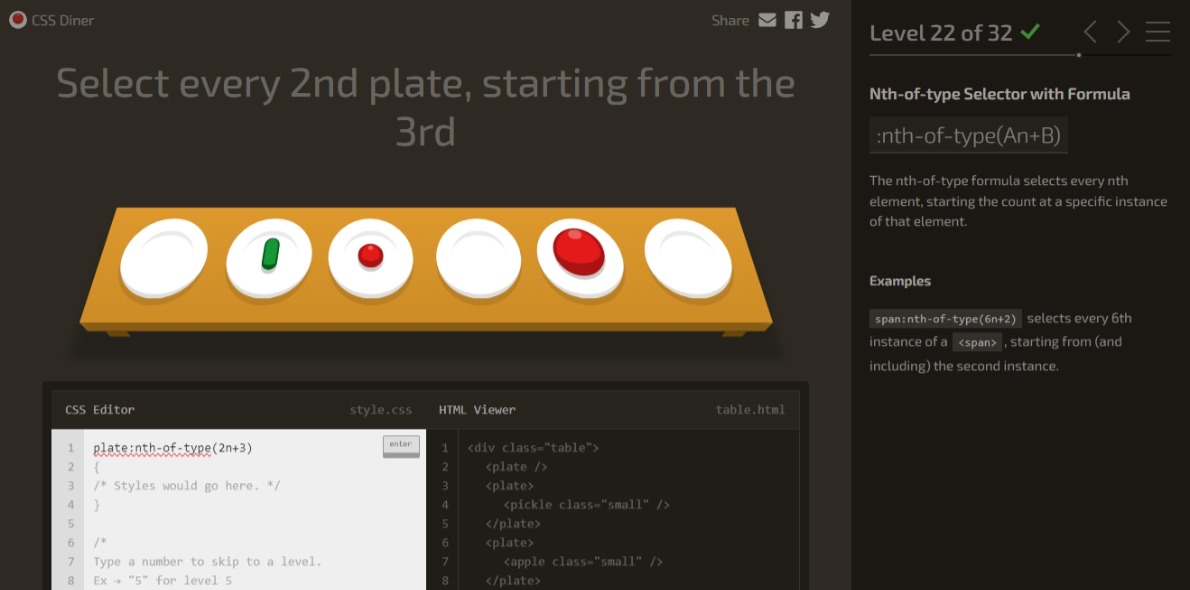 CSS Diner
Share
Select every 2nd plate, starting from the
3rd
CSS Editor
style.css
HTML Viewer
table.html
1 plate:nth-of-type(2n+3)
enter
2 {
3 /* Styles would go here. */
4 }
5
6 /*
7 Type a number to skip to a level.
8 Ex → "5" for level 5
1 <div class="table">
2 <plate />
3 <plate>
4 <pickle class="small" />
5 </plate>
6 <plate>
7 <apple class="small" />
8 </plate>
Level 22 of 32
Nth-of-type Selector with Formula
:nth-of-type(An+B)
The nth-of-type formula selects every nth
element, starting the count at a specific instance
of that element.
Examples
span:nth-of-type(6n+2) selects every 6th
instance of a <span>, starting from (and
including) the second instance.